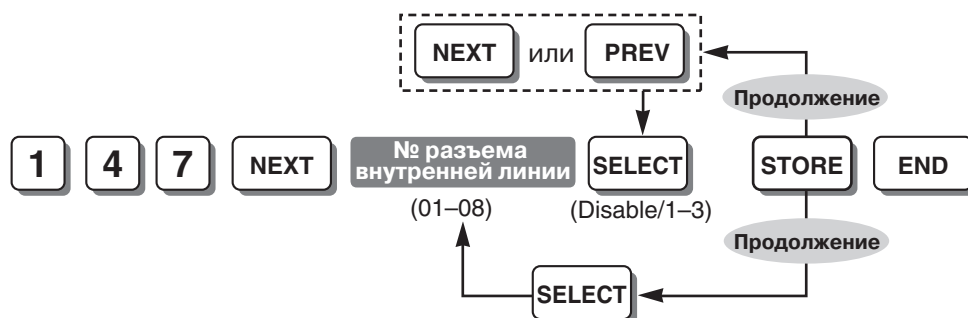 NEXT или PREV
Продолжение
1 4 7 NEXT № разъема внутренней линии SELECT STORE END
(01–08) (Disable/1–3)
Продолжение
SELECT